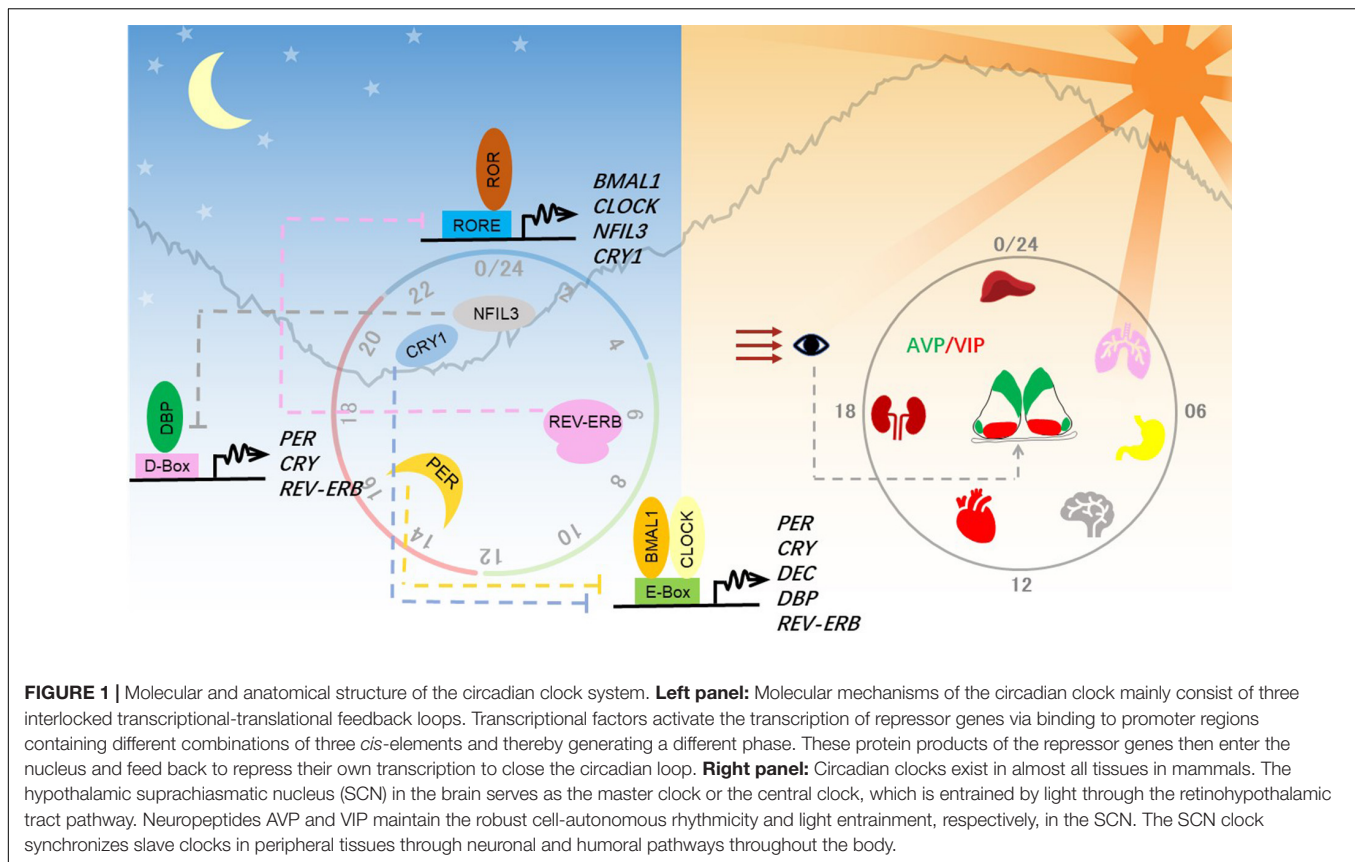 ROR
RORE
BMAL1
CLOCK
NFIL3
CRY1
0/24
22
2
20
4
18
6
16
8
14
10
12
NFIL3
CRY1
REV-ERB
PER
DBP
D-Box
PER
CRY
REV-ERB
BMAL1
CLOCK
E-Box
PER
CRY
DEC
DBP
REV-ERB
0/24
AVP/VIP
18
06
12
FIGURE 1 | Molecular and anatomical structure of the circadian clock system. Left panel: Molecular mechanisms of the circadian clock mainly consist of three
interlocked transcriptional-translational feedback loops. Transcriptional factors activate the transcription of repressor genes via binding to promoter regions
containing different combinations of three cis-elements and thereby generating a different phase. These protein products of the repressor genes then enter the
nucleus and feed back to repress their own transcription to close the circadian loop. Right panel: Circadian clocks exist in almost all tissues in mammals. The
hypothalamic suprachiasmatic nucleus (SCN) in the brain serves as the master clock or the central clock, which is entrained by light through the retinohypothalamic
tract pathway. Neuropeptides AVP and VIP maintain the robust cell-autonomous rhythmicity and light entrainment, respectively, in the SCN. The SCN clock
synchronizes slave clocks in peripheral tissues through neuronal and humoral pathways throughout the body.